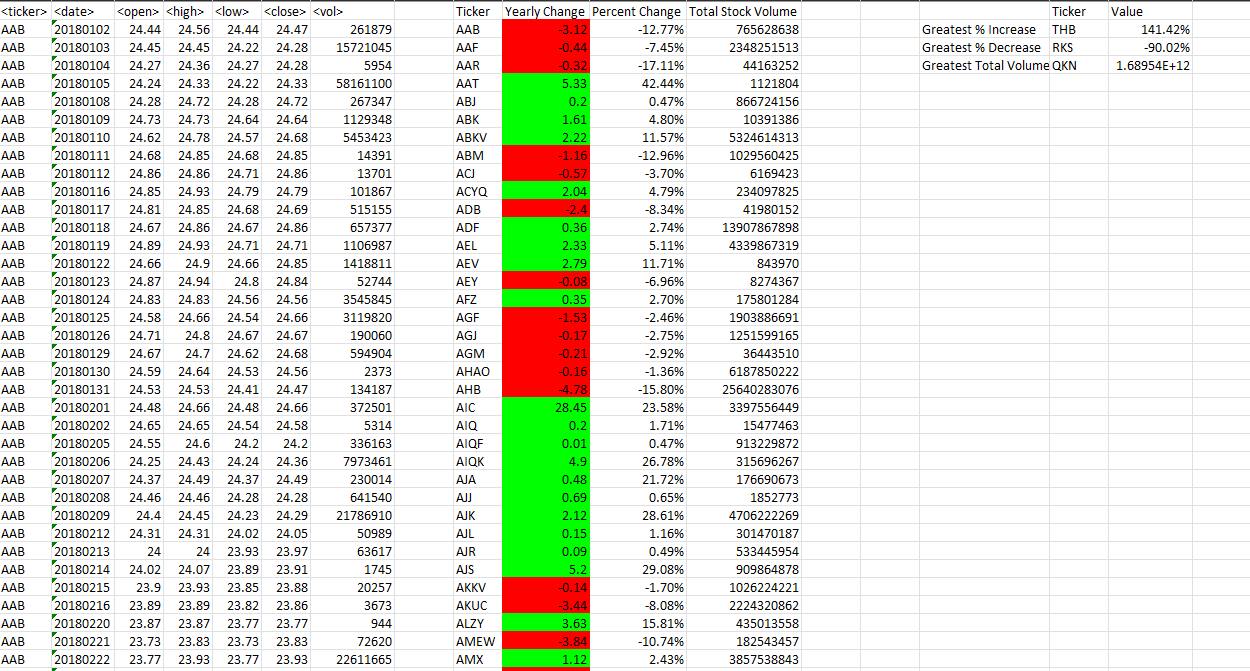 <ticker> <date> <open> <high> <low> <close> <vol> Ticker Yearly Change Percent Change Total Stock Volume Ticker Value
AAB 20180102 24.44 24.56 24.44 24.47 261879 AAB -3.12 -12.77% 765628638 Greatest % Increase THB 141.42%
AAB 20180103 24.45 24.45 24.22 24.28 15721045 AAF -0.44 -7.45% 2348251513 Greatest % Decrease RKS -90.02%
AAB 20180104 24.27 24.36 24.27 24.28 5954 AAR -0.32 -17.11% 44163252 Greatest Total Volume QKN 1.68954E+12
AAB 20180105 24.24 24.33 24.22 24.33 58161100 AAT 5.33 42.44% 1121804
AAB 20180108 24.28 24.72 24.28 24.72 267347 ABJ 0.2 0.47% 866724156
AAB 20180109 24.73 24.73 24.64 24.64 1129348 ABK 1.61 4.80% 10391386
AAB 20180110 24.62 24.78 24.57 24.68 5453423 ABKV 2.22 11.57% 5324614313
AAB 20180111 24.68 24.85 24.68 24.85 14391 ABM -1.16 -12.96% 1029560425
AAB 20180112 24.86 24.86 24.71 24.86 13701 ACJ -0.57 -3.70% 6169423
AAB 20180116 24.85 24.93 24.79 24.79 101867 ACYQ 2.04 4.79% 234097825
AAB 20180117 24.81 24.85 24.68 24.69 515155 ADB -2.4 -8.34% 41980152
AAB 20180118 24.67 24.86 24.67 24.86 657377 ADF 0.36 2.74% 13907867898
AAB 20180119 24.89 24.93 24.71 24.71 1106987 AEL 2.33 5.11% 4339867319
AAB 20180122 24.66 24.9 24.66 24.85 1418811 AEV 2.79 11.71% 843970
AAB 20180123 24.87 24.94 24.8 24.84 52744 AEY -0.08 -6.96% 8274367
AAB 20180124 24.83 24.83 24.56 24.56 3545845 AFZ 0.35 2.70% 175801284
AAB 20180125 24.58 24.66 24.54 24.66 3119820 AGF -1.53 -2.46% 1903886691
AAB 20180126 24.71 24.8 24.67 24.67 190060 AGJ -0.17 -2.75% 1251599165
AAB 20180129 24.67 24.7 24.62 24.68 594904 AGM -0.21 -2.92% 36443510
AAB 20180130 24.59 24.64 24.53 24.56 2373 AHAO -0.16 -1.36% 6187850222
AAB 20180131 24.53 24.53 24.41 24.47 134187 AHB -4.78 -15.80% 25640283076
AAB 20180201 24.48 24.66 24.48 24.66 372501 AIC 28.45 23.58% 3397556449
AAB 20180202 24.65 24.65 24.54 24.58 5314 AIQ 0.2 1.71% 15477463
AAB 20180205 24.55 24.6 24.2 24.2 336163 AIQF 0.01 0.47% 913229872
AAB 20180206 24.25 24.43 24.24 24.36 7973461 AIQK 4.9 26.78% 315696267
AAB 20180207 24.37 24.49 24.37 24.49 230014 AJA 0.48 21.72% 176690673
AAB 20180208 24.46 24.46 24.28 24.28 641540 AJJ 0.69 0.65% 1852773
AAB 20180209 24.4 24.45 24.23 24.29 21786910 AJK 2.12 28.61% 4706222269
AAB 20180212 24.31 24.31 24.02 24.05 50989 AJL 0.15 1.16% 301470187
AAB 20180213 24 24 23.93 23.97 63617 AJR 0.09 0.49% 533445954
AAB 20180214 24.02 24.07 23.89 23.91 1745 AJS 5.2 29.08% 909864878
AAB 20180215 23.9 23.93 23.85 23.88 20257 AKKV -0.14 -1.70% 1026224221
AAB 20180216 23.89 23.89 23.82 23.86 3673 AKUC -3.44 -8.08% 2224320862
AAB 20180220 23.87 23.87 23.77 23.77 944 ALZY 3.63 15.81% 435013558
AAB 20180221 23.73 23.83 23.73 23.83 72620 AMEW -3.84 -10.74% 182543457
AAB 20180222 23.77 23.93 23.77 23.93 22611665 AMX 1.12 2.43% 3857538843